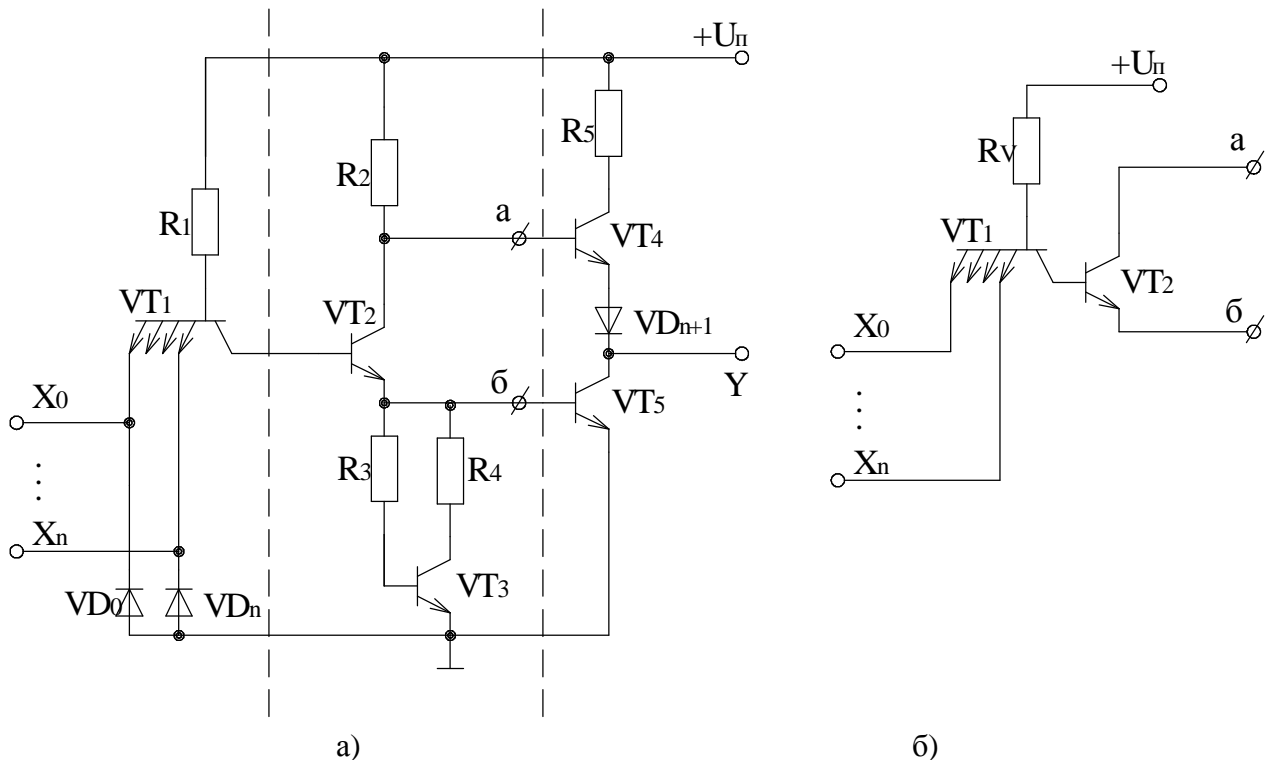 +Uп
R5
R2
R1
а
VT4
VT1
VT2
VDn+1
Y
б
VT5
X0
R3
R4
Xn
VT3
VD0
VDn
а)
+Uп
RV
а
VT1
VT2
б
X0
Xn
б)